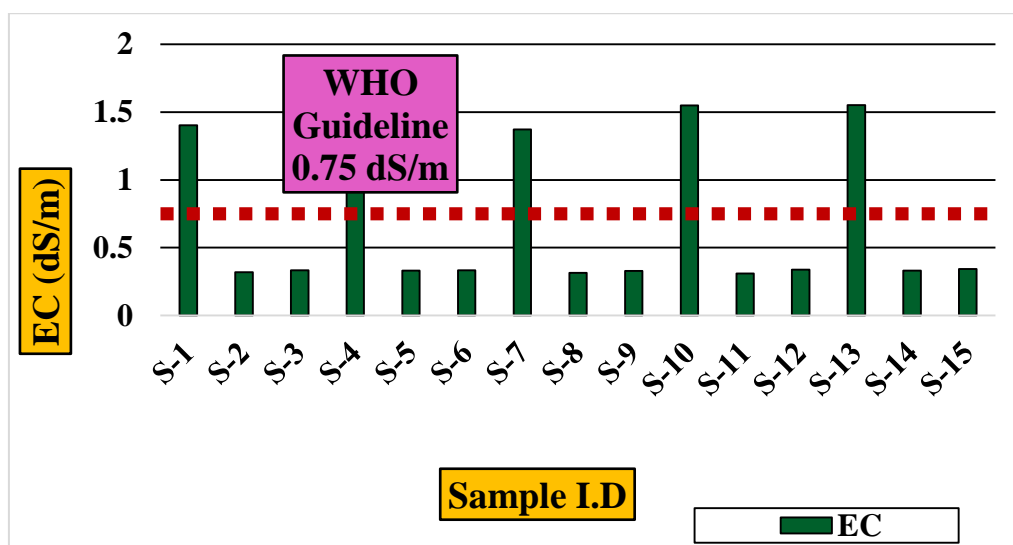 2
1.5
1
0.5
0
EC (dS/m)
WHO
Guideline
0.75 dS/m
S-1
S-2
S-3
S-4
S-5
S-6
S-7
S-8
S-9
S-10
S-11
S-12
S-13
S-14
S-15
Sample I.D
EC